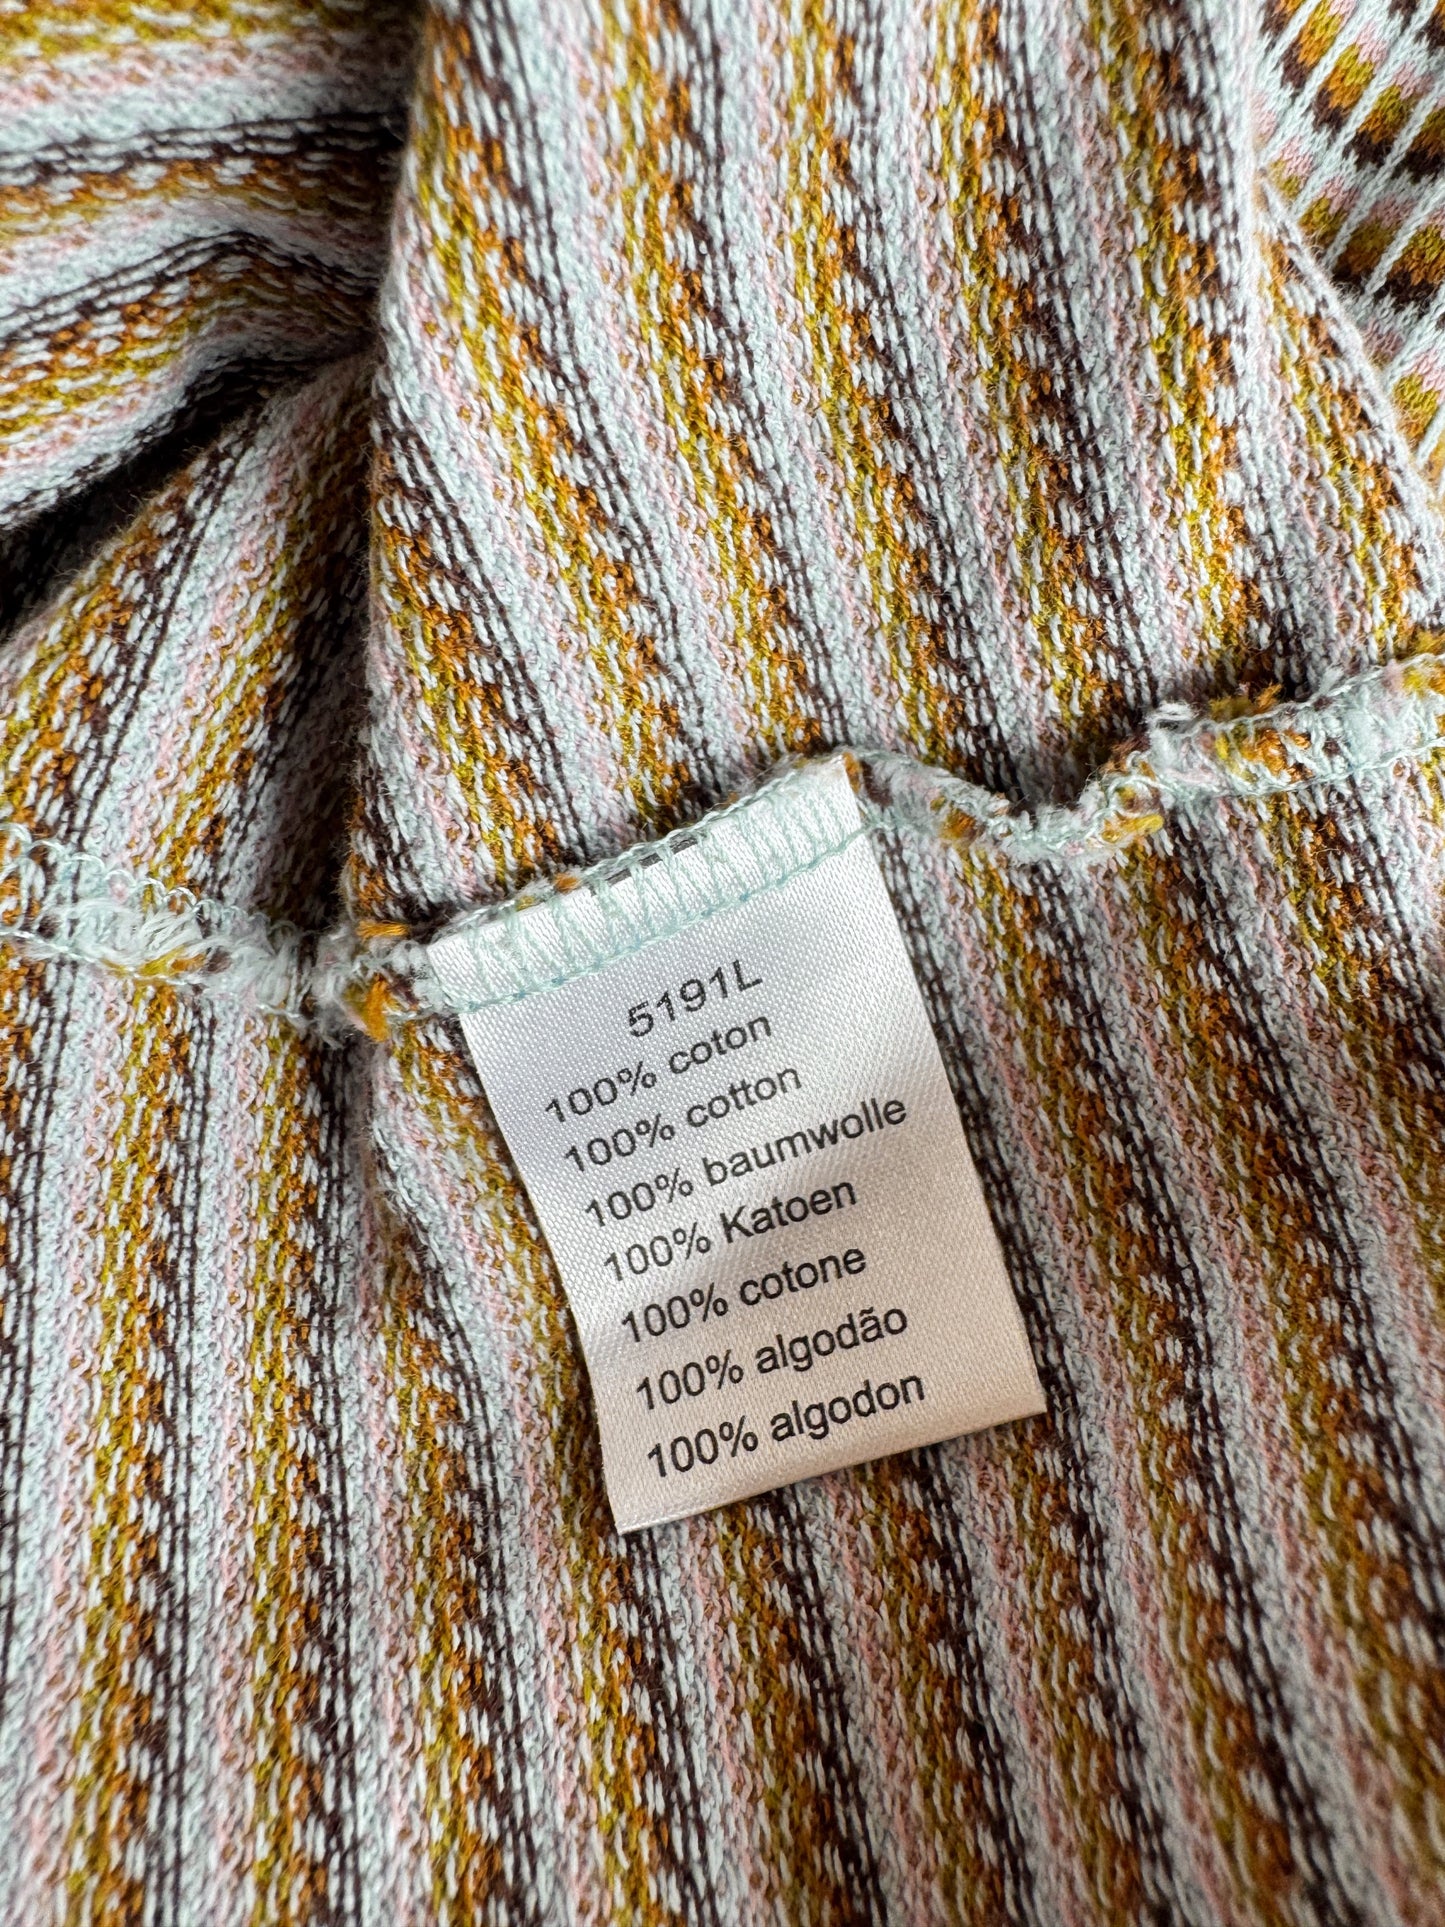 5191L
100% coton
100% cotton
100% baumwolle
100% Katoen
100% cotone
100% algodão
100% algodon